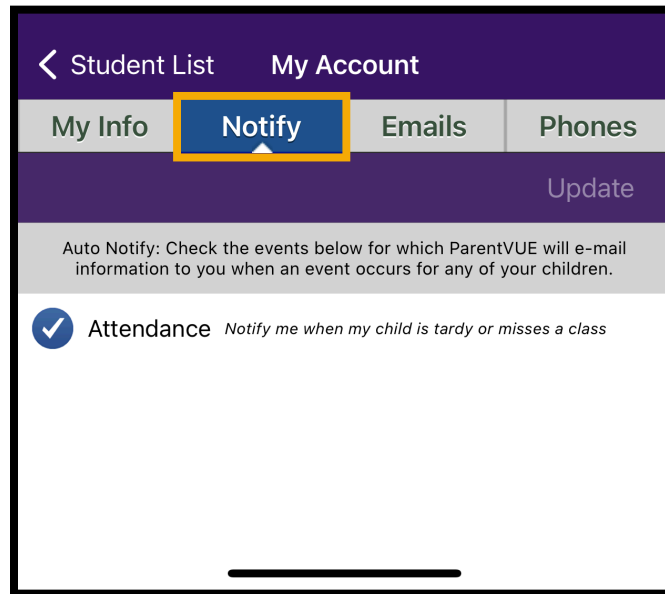 Student List My Account
My Info Notify Emails Phones
Update
Auto Notify: Check the events below for which ParentVUE will e-mail
information to you when an event occurs for any of your children.
Attendance Notify me when my child is tardy or misses a class